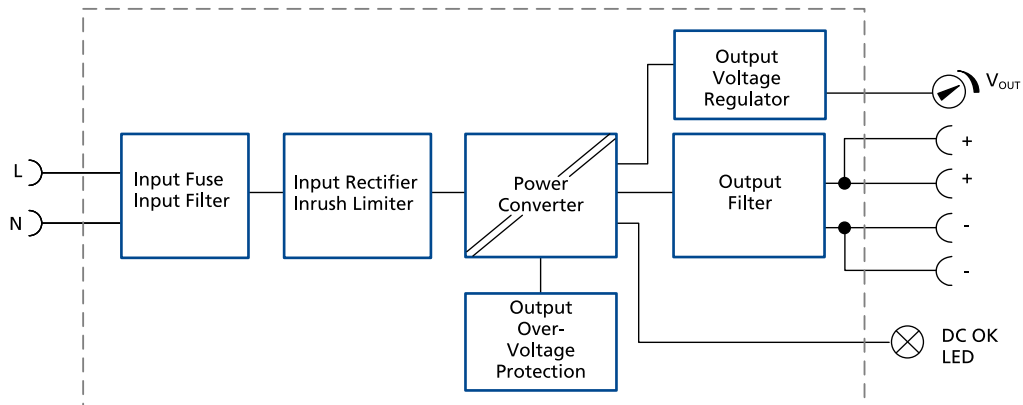 Output
Voltage
Regulator
V_OUT
L
N
Input Fuse
Input Filter
Input Rectifier
Inrush Limiter
Power
Converter
Output
Filter
+
+
-
-
Output
Over-
Voltage
Protection
DC OK
LED